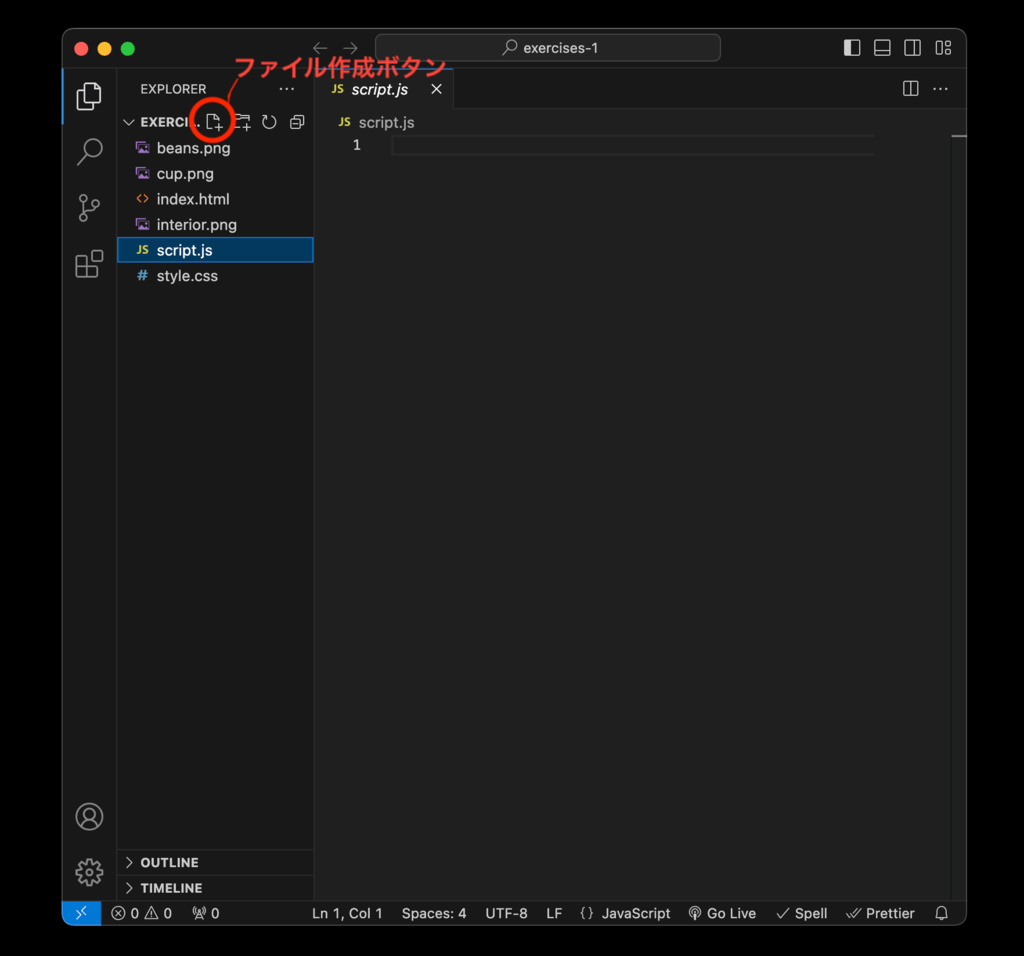 exercises-1
ファイル作成ボタン
EXPLORER
JS script.js
EXERCI...
JS script.js
1
beans.png
cup.png
<> index.html
interior.png
JS script.js
# style.css
OUTLINE
TIMELINE
0 0 0 Ln 1, Col 1 Spaces: 4 UTF-8 LF {} JavaScript Go Live Spell Prettier